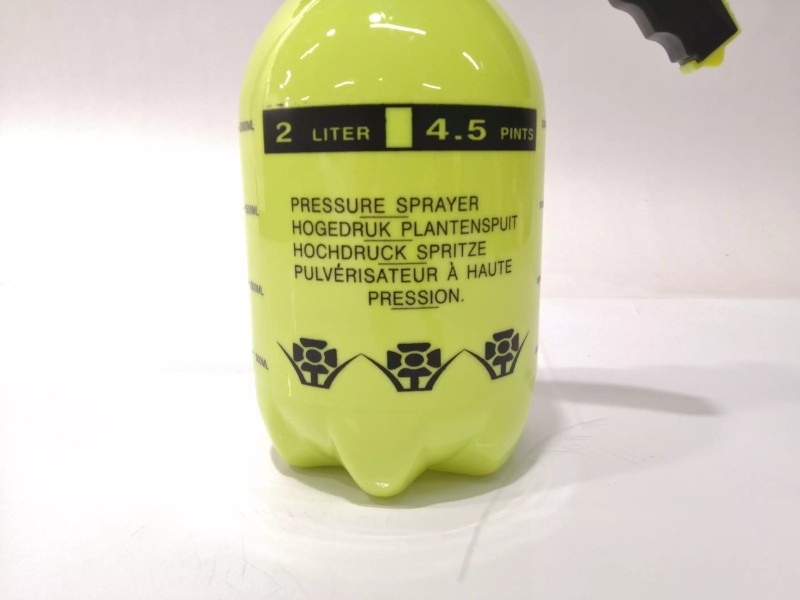 2 LITER 4.5 PINTS
PRESSURE SPRAYER
HOGEDRUK PLANTENSPUIT
HOCHDRUCK SPRITZE
PULVÉRISATEUR À HAUTE
PRESSION.